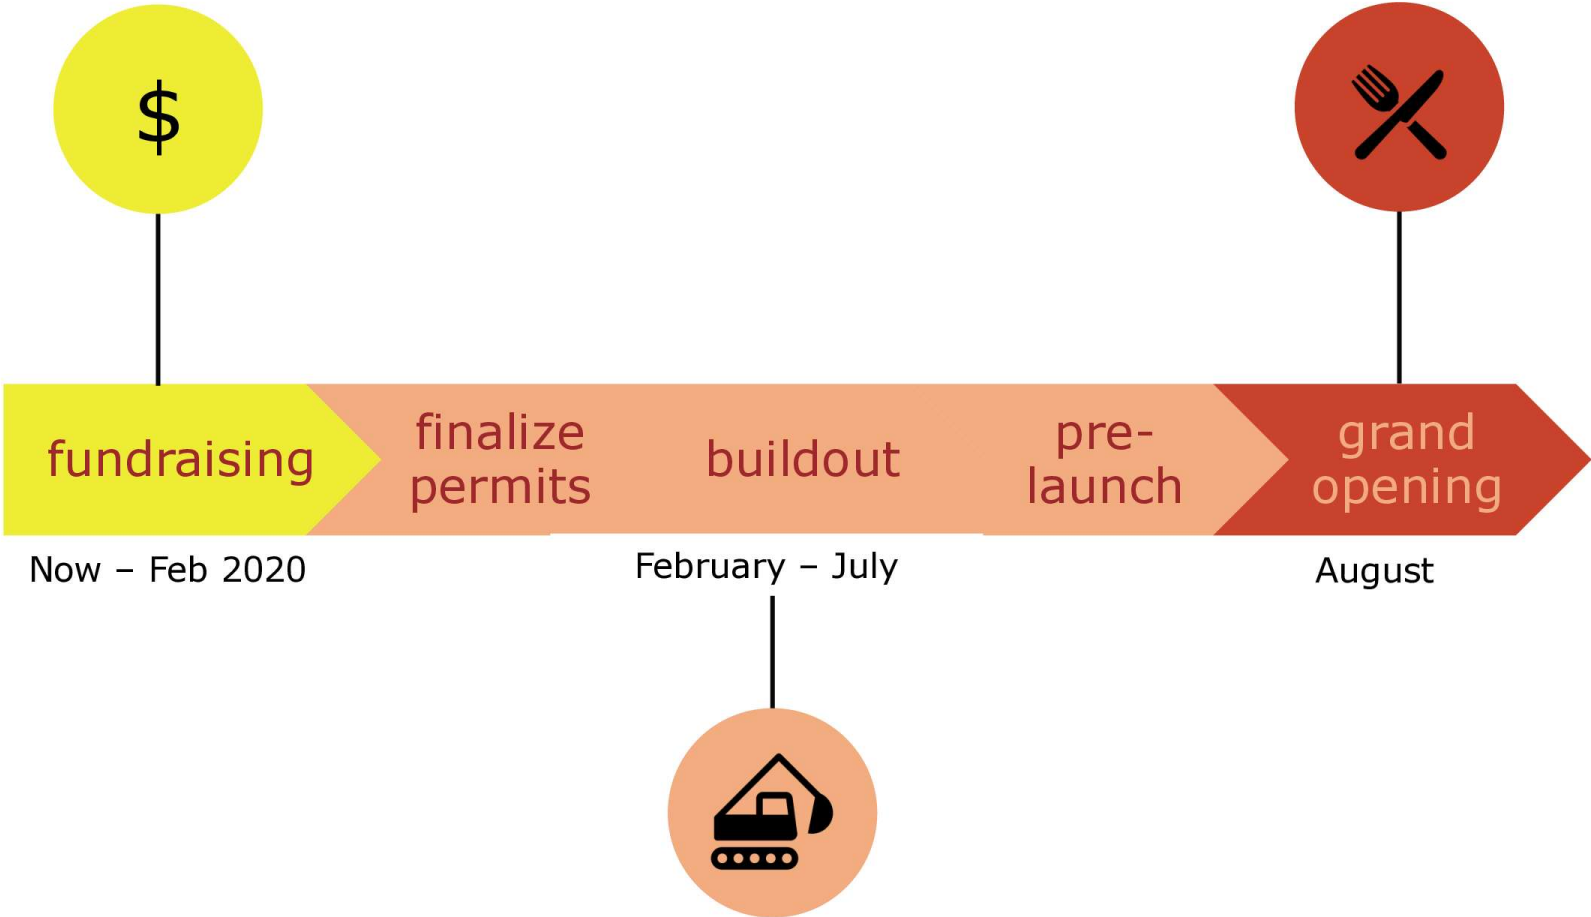 $
fundraising
finalize
permits
buildout
pre-
launch
grand
opening
Now – Feb 2020
February – July
August